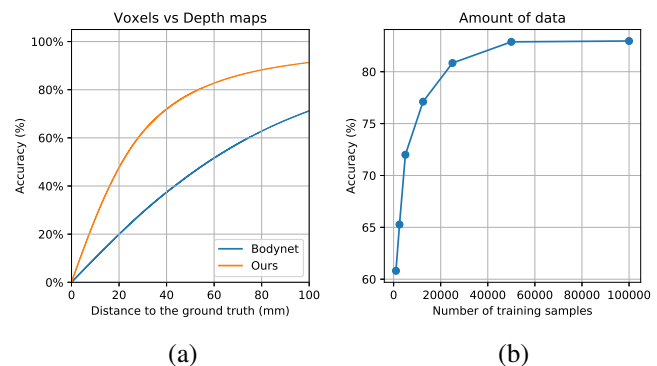 Voxels vs Depth maps
100%
80%
60%
40%
20%
0%
Accuracy (%)
0 20 40 60 80 100
Distance to the ground truth (mm)
Bodynet
Ours
(a)
Amount of data
80
75
70
65
60
Accuracy (%)
0 20000 40000 60000 80000 100000
Number of training samples
(b)